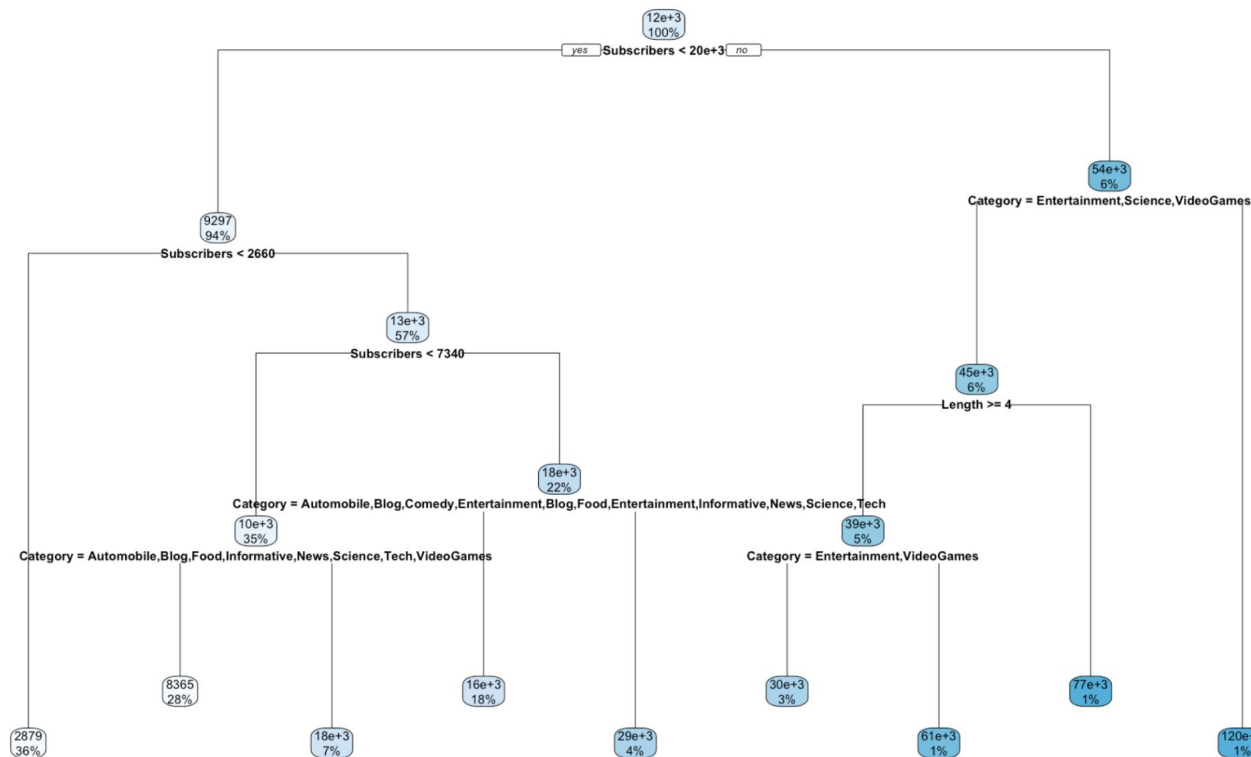 12e+3
100%
yes Subscribers < 20e+3 no
54e+3
6%
Category = Entertainment,Science,VideoGames
9297
94%
Subscribers < 2660
13e+3
57%
Subscribers < 7340
45e+3
6%
Length >= 4
18e+3
22%
Category = Automobile,Blog,Comedy,Entertainment,Blog,Food,Entertainment,Informative,News,Science,Tech
10e+3
35%
Category = Automobile,Blog,Food,Informative,News,Science,Tech,VideoGames
39e+3
5%
Category = Entertainment,VideoGames
8365
28%
16e+3
18%
30e+3
3%
77e+3
1%
2879
36%
18e+3
7%
29e+3
4%
61e+3
1%
120e+
1%